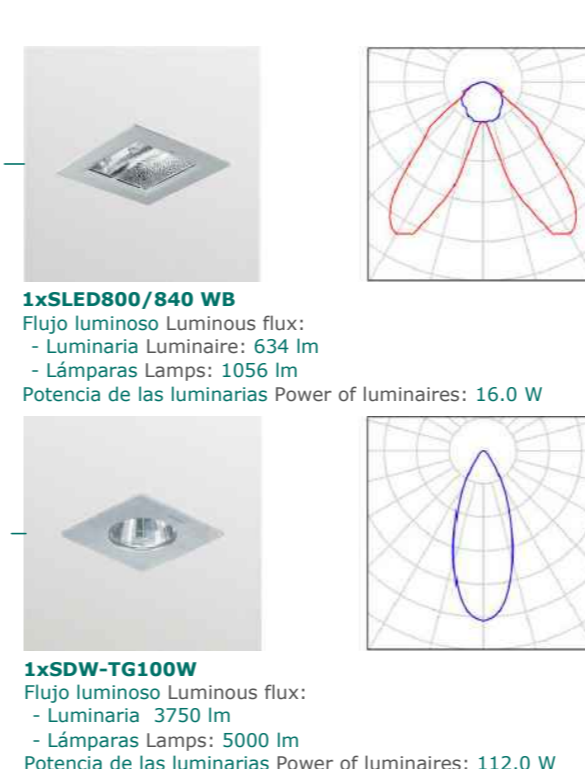 1xSLED800/840 WB
Flujo luminoso Luminous flux:
- Luminaria Luminaire: 634 lm
- Lámparas Lamps: 1056 lm
Potencia de las luminarias Power of luminaires: 16.0 W
1xSDW-TG100W
Flujo luminoso Luminous flux:
- Luminaria 3750 lm
- Lámparas Lamps: 5000 lm
Potencia de las luminarias Power of luminaires: 112.0 W